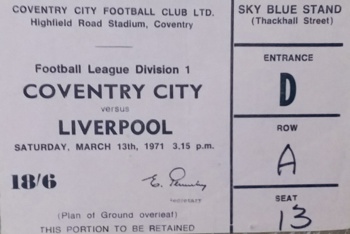 COVENTRY CITY FOOTBALL CLUB LTD.
Highfield Road Stadium, Coventry
Football League Division 1
COVENTRY CITY
versus
LIVERPOOL
SATURDAY, MARCH 13th, 1971 3.15 p.m.
18/6
SECRETARY
(Plan of Ground overleaf)
THIS PORTION TO BE RETAINED
SKY BLUE STAND
(Thackhall Street)
ENTRANCE
D
ROW
A
SEAT
13